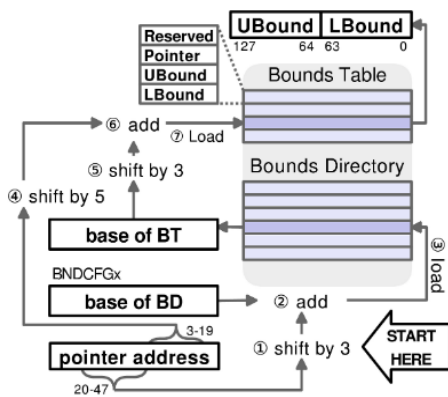 Reserved
Pointer
UBound
LBound
UBound LBound
127 64 63 0
Bounds Table
⑥ add
⑦ Load
⑤ shift by 3
④ shift by 5
Bounds Directory
base of BT
③ load
BNDCFGx
base of BD
② add
3-19
pointer address
20-47
① shift by 3
START
HERE